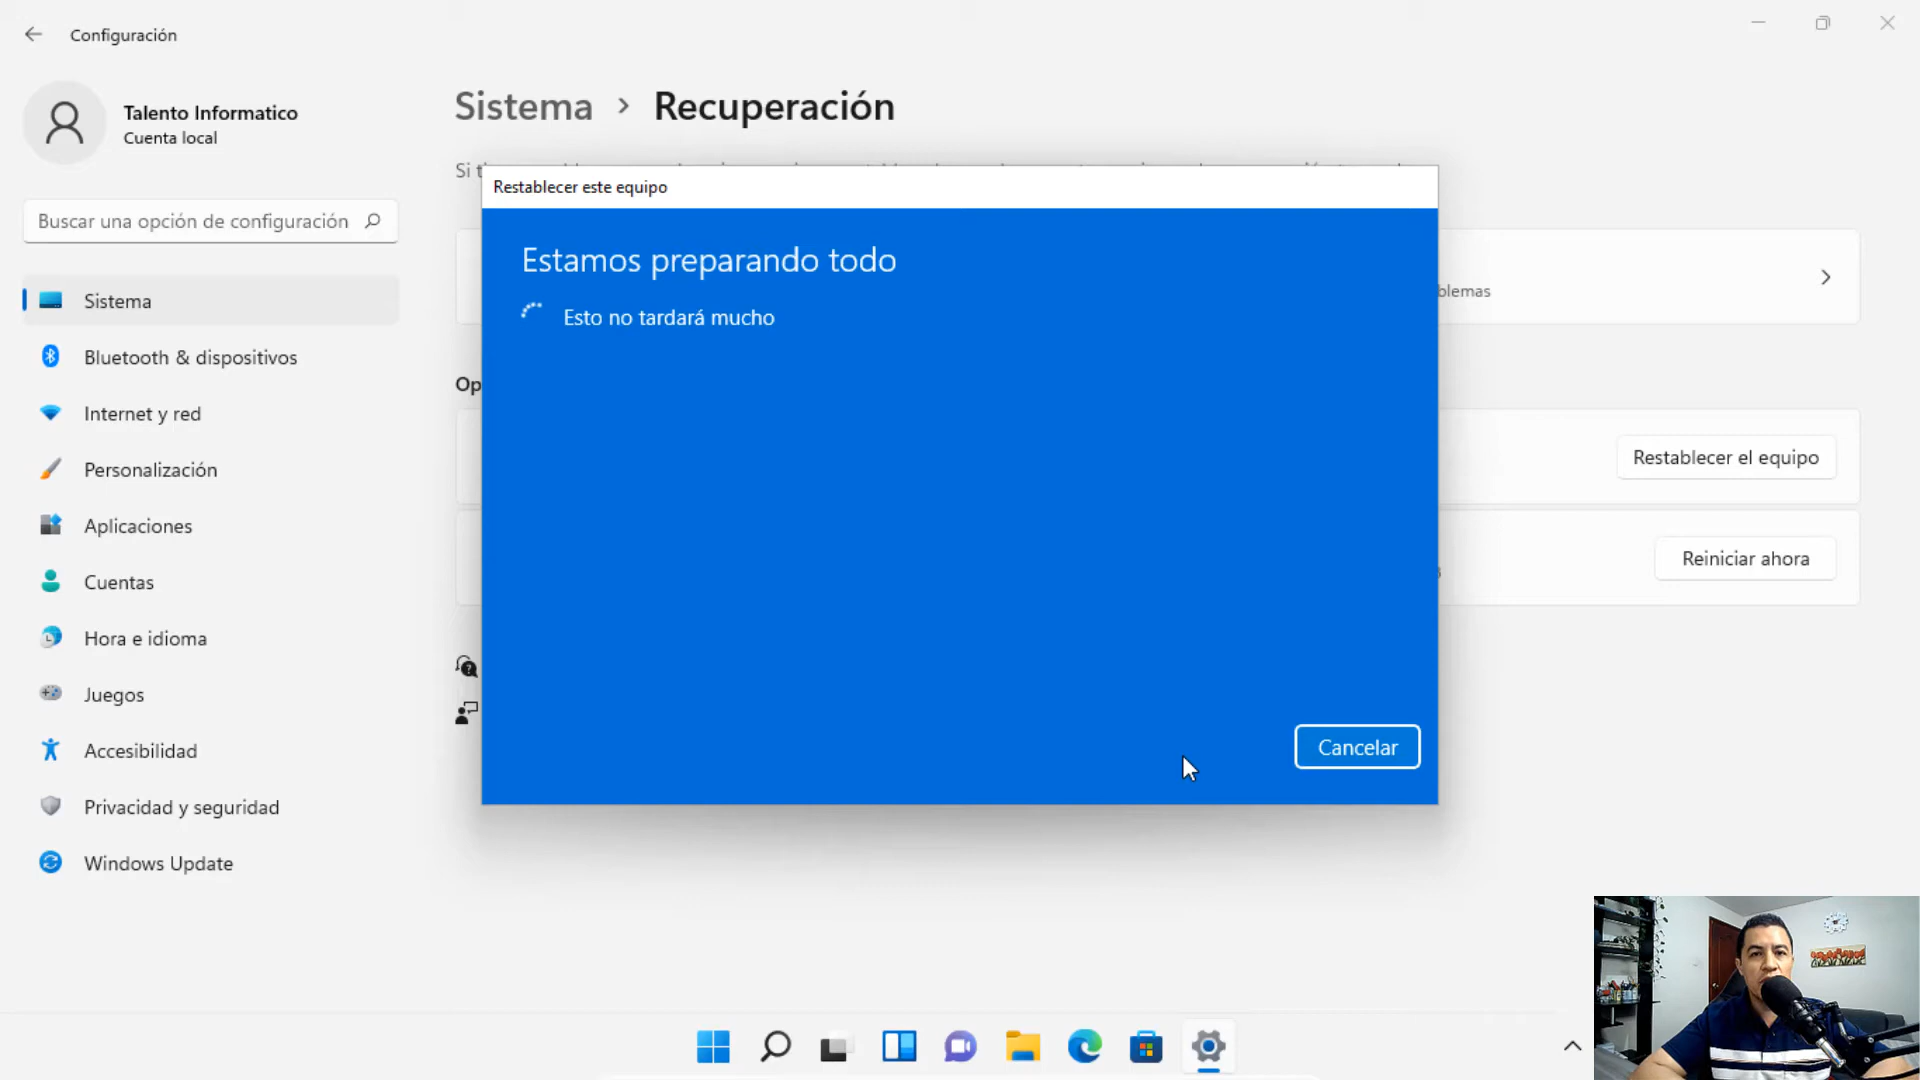 Configuración
Talento Informatico
Cuenta local
Buscar una opción de configuración
Sistema
Bluetooth & dispositivos
Internet y red
Personalización
Aplicaciones
Cuentas
Hora e idioma
Juegos
Accesibilidad
Privacidad y seguridad
Windows Update
Sistema > Recuperación
Si
Restablecer este equipo
Estamos preparando todo
Esto no tardará mucho
Cancelar
blemas
Op
Restablecer el equipo
Reiniciar ahora